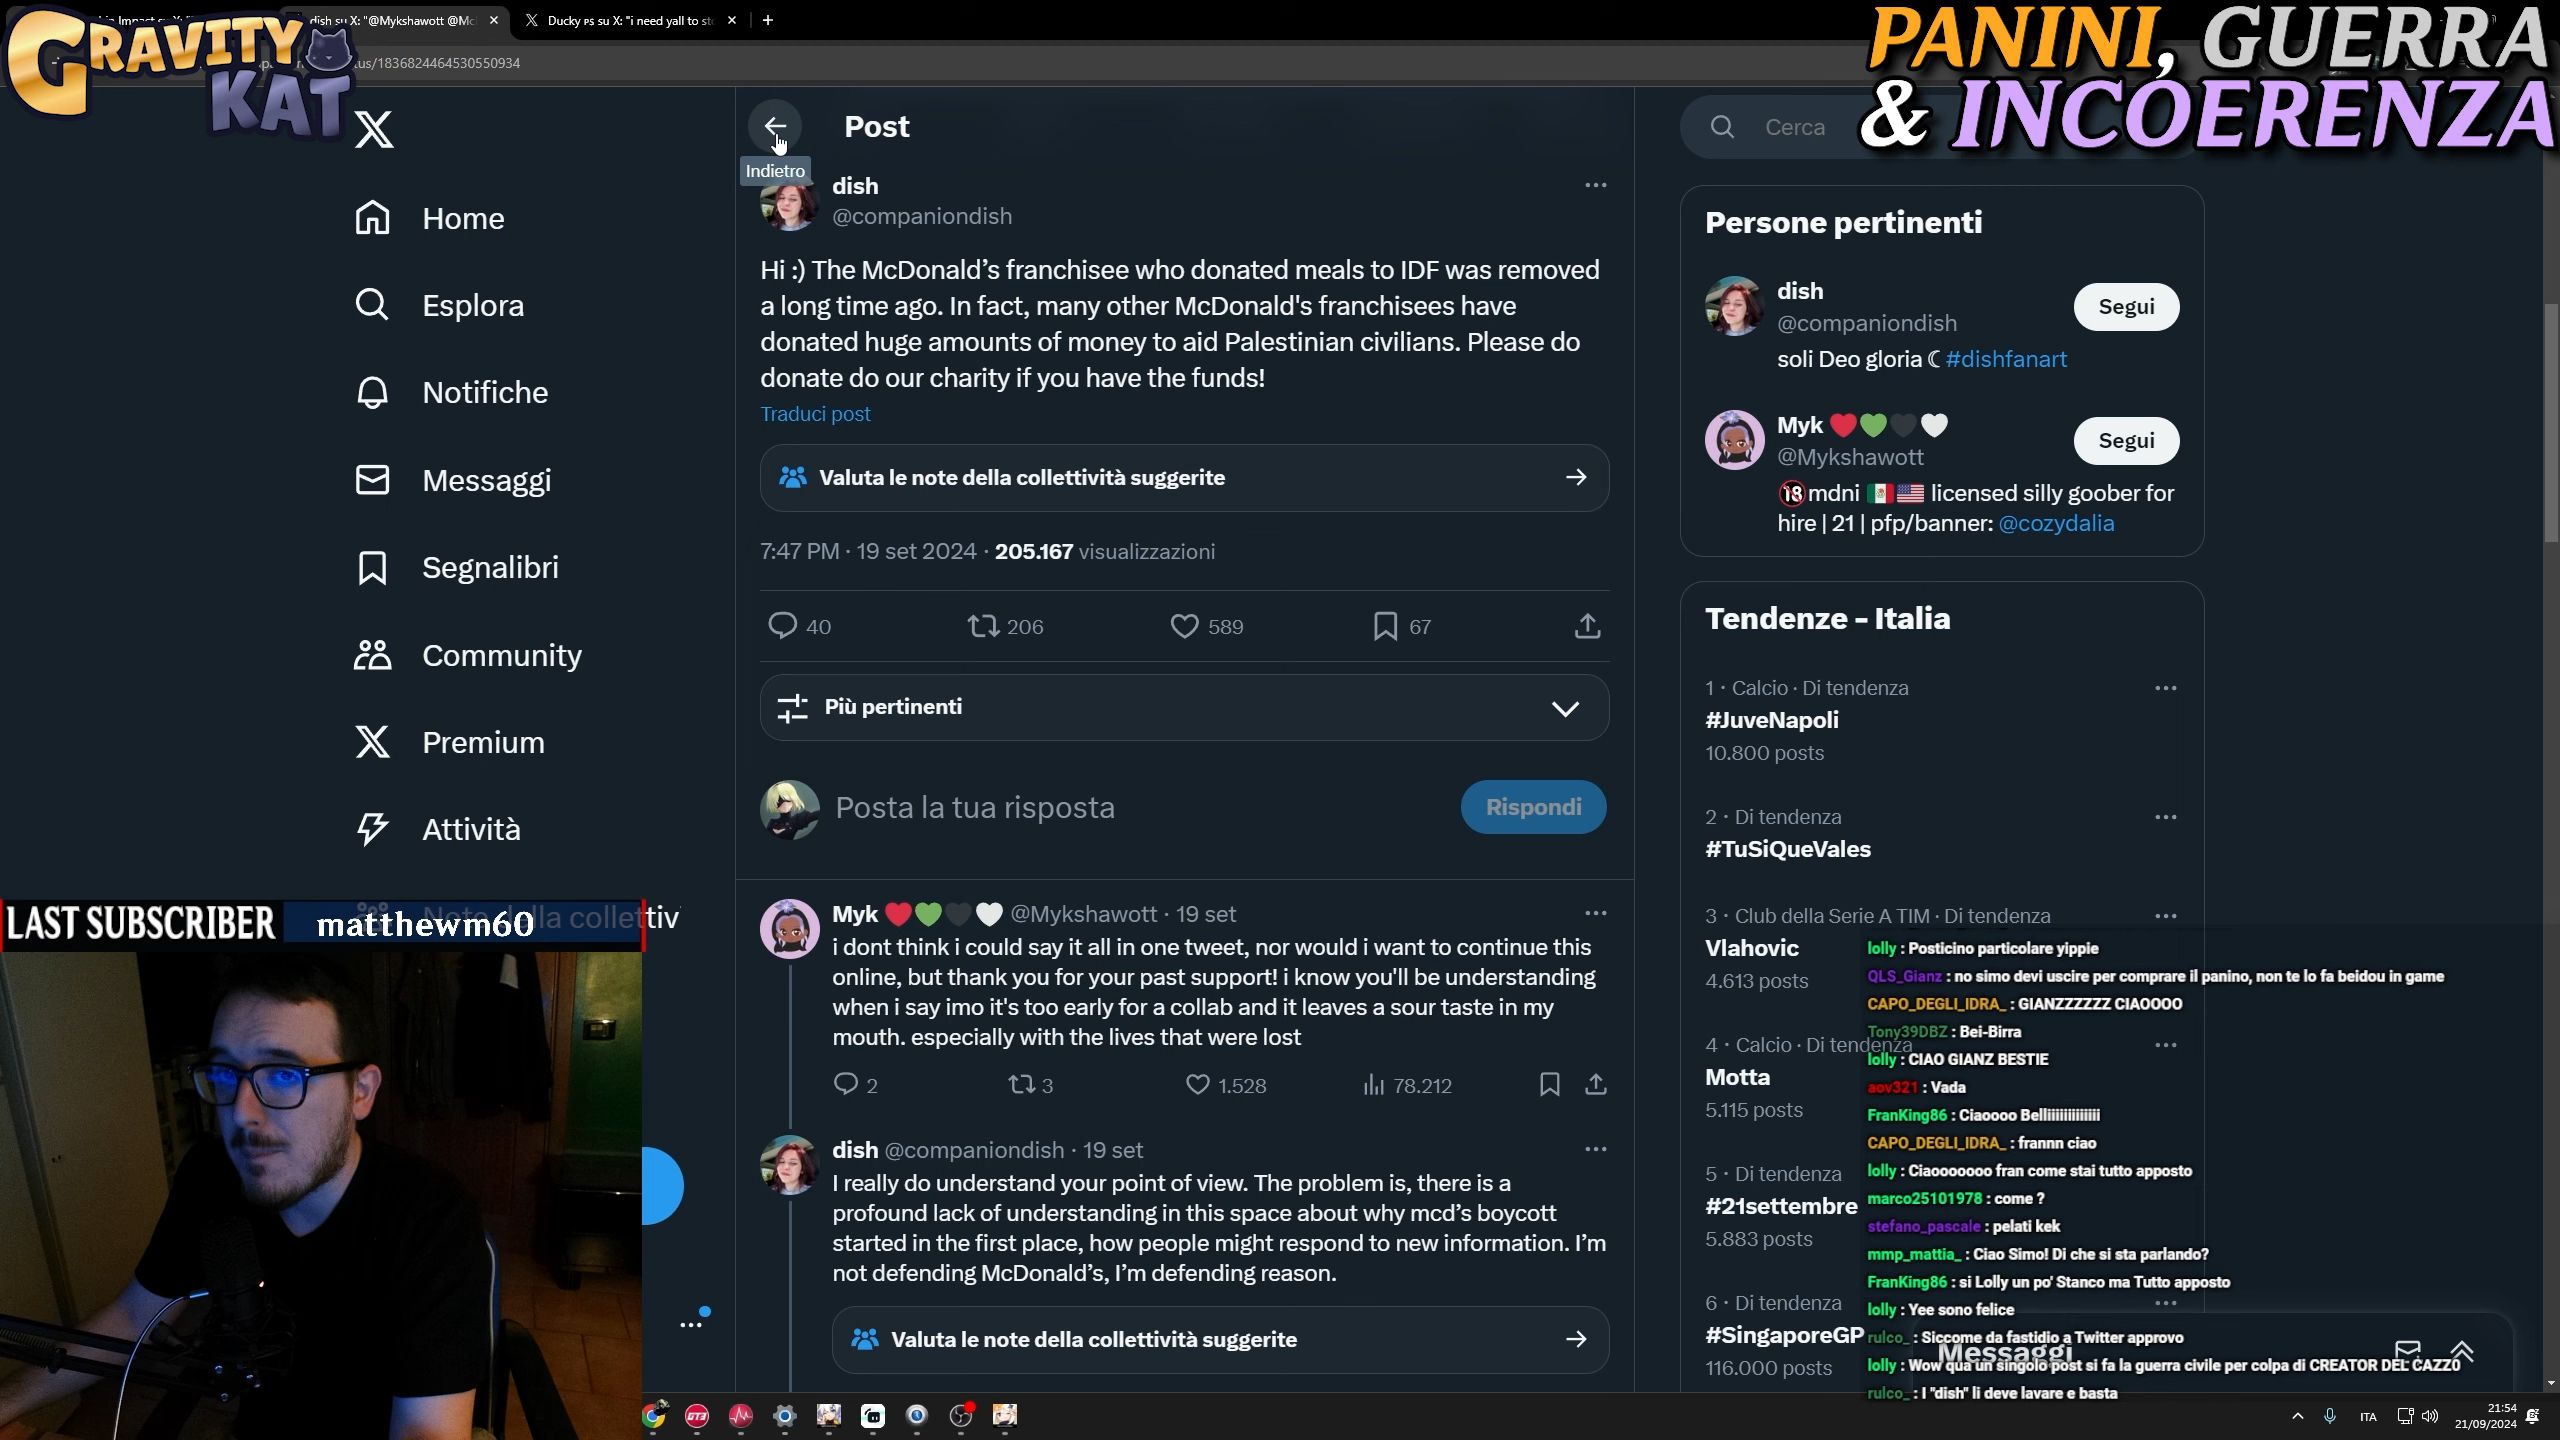 GRAVITY KAT
PANINI, GUERRA
& INCOERENZA
dish su X: "@Mykshawott @Mc
Ducky PS su X: "i need yall to st
tus/1836824464530550934
Home
Esplora
Notifiche
Messaggi
Segnalibri
Community
Premium
Attività
Note della collettiv
Post
Indietro
dish
@companiondish
Hi :) The McDonald's franchisee who donated meals to IDF was removed
a long time ago. In fact, many other McDonald's franchisees have
donated huge amounts of money to aid Palestinian civilians. Please do
donate do our charity if you have the funds!
Traduci post
Valuta le note della collettività suggerite
7:47 PM · 19 set 2024 · 205.167 visualizzazioni
40 206 589 67
Più pertinenti
Posta la tua risposta
Rispondi
Myk @Mykshawott · 19 set
i dont think i could say it all in one tweet, nor would i want to continue this
online, but thank you for your past support! i know you'll be understanding
when i say imo it's too early for a collab and it leaves a sour taste in my
mouth. especially with the lives that were lost
2 3 1.528 78.212
dish @companiondish · 19 set
I really do understand your point of view. The problem is, there is a
profound lack of understanding in this space about why mcd's boycott
started in the first place, how people might respond to new information. I'm
not defending McDonald's, I'm defending reason.
Valuta le note della collettività suggerite
Cerca
Persone pertinenti
dish
@companiondish
Segui
soli Deo gloria ☾ #dishfanart
Myk
@Mykshawott
Segui
mdni licensed silly goober for
hire | 21 | pfp/banner: @cozydalia
Tendenze - Italia
1 · Calcio · Di tendenza
#JuveNapoli
10.800 posts
2 · Di tendenza
#TuSiQueVales
3 · Club della Serie A TIM · Di tendenza
Vlahovic
4.613 posts
4 · Calcio · Di tendenza
Motta
5.115 posts
5 · Di tendenza
#21settembre
5.883 posts
6 · Di tendenza
#SingaporeGP
116.000 posts
Messaggi
lolly : Posticino particolare yippie
QLS_Gianz : no simo devi uscire per comprare il panino, non te lo fa beidou in game
CAPO_DEGLI_IDRA_ : GIANZZZZZZ CIAOOOO
Tony39DBZ : Bei-Birra
lolly : CIAO GIANZ BESTIE
aov321 : Vada
FranKing86 : Ciaoooo Belliiiiiiiiiiiii
CAPO_DEGLI_IDRA_ : frannn ciao
lolly : Ciaooooooo fran come stai tutto apposto
marco25101978 : come ?
stefano_pascale : pelati kek
mmp_mattia_ : Ciao Simo! Di che si sta parlando?
FranKing86 : si Lolly un po' Stanco ma Tutto apposto
lolly : Yee sono felice
rulco_ : Siccome da fastidio a Twitter approvo
lolly : Wow qua un singolo post si fa la guerra civile per colpa di CREATOR DEL CAZZO
rulco_ : I "dish" li deve lavare e basta
LAST SUBSCRIBER matthewm60
GT3
ITA
21:54
21/09/2024